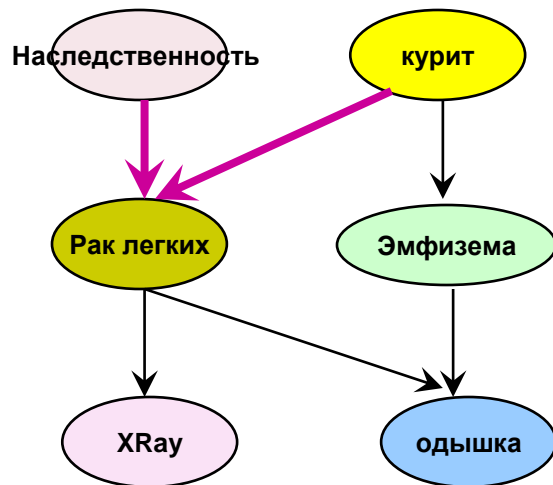 Наследственность
курит
Рак легких
Эмфизема
XRay
одышка